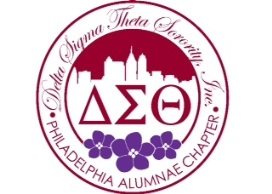 Delta Sigma Theta Sorority, Inc.
ΔΣΘ
• PHILADELPHIA ALUMNAE CHAPTER •